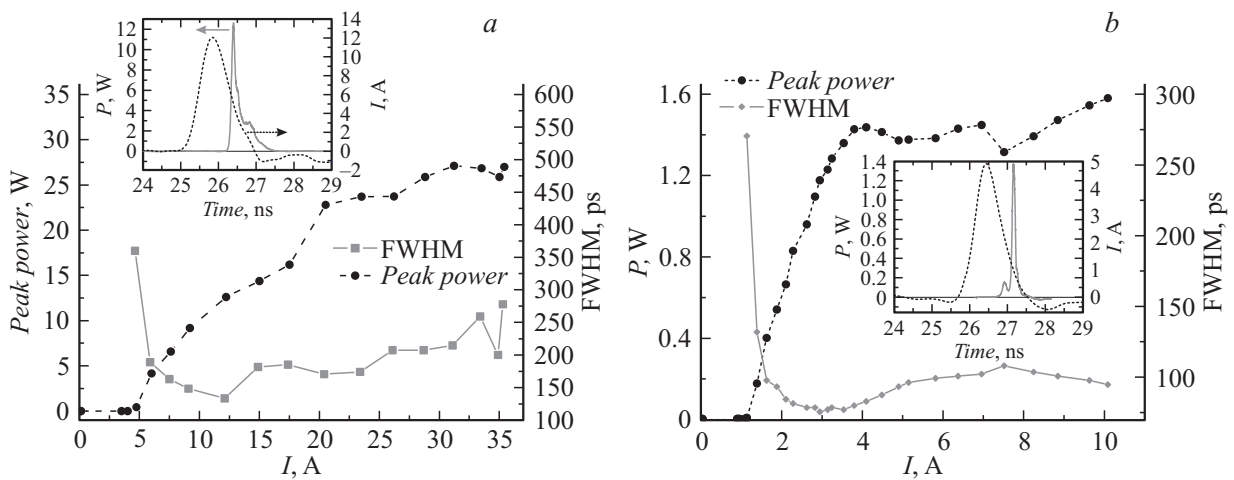 a
b
12
10
8
6
4
2
0
P, W
14
12
10
8
6
4
2
0
−2
I, A
24 25 26 27 28 29
Time, ns
35
30
25
20
15
10
5
0
Peak power, W
600
550
500
450
400
350
300
250
200
150
100
FWHM, ps
FWHM
Peak power
0 5 10 15 20 25 30 35
I, A
Peak power
FWHM
1.6
1.2
0.8
0.4
0
P, W
300
250
200
150
100
FWHM, ps
1.4
1.2
1.0
0.8
0.6
0.4
0.2
0
P, W
5
4
3
2
1
0
I, A
24 25 26 27 28 29
Time, ns
0 2 4 6 8 10
I, A